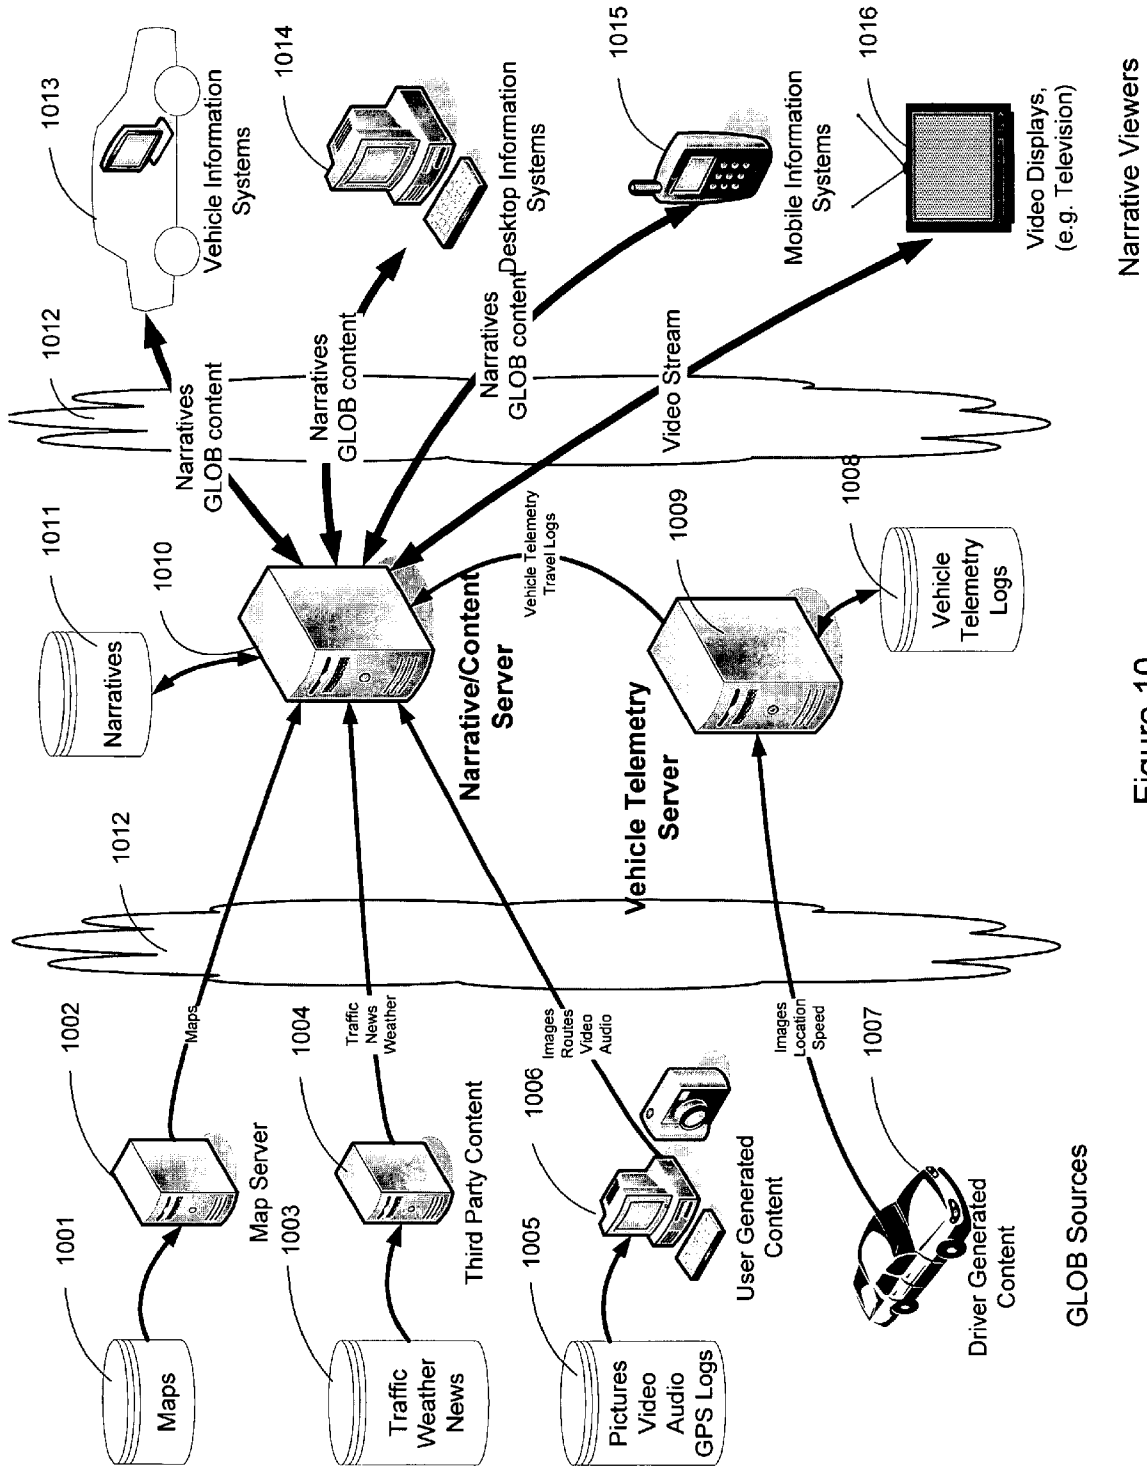 1001
Maps
1002
Map Server
Maps
1003
Traffic
Weather
News
1004
Third Party Content
Traffic
News
Weather
1005
Pictures
Video
Audio
GPS Logs
1006
User Generated
Content
Images
Routes
Video
Audio
1007
Driver Generated
Content
Images
Location
Speed
GLOB Sources
1012
1011
Narratives
1010
Narrative/Content
Server
Vehicle Telemetry
Server
1009
Vehicle Telemetry
Travel Logs
1008
Vehicle
Telemetry
Logs
Figure 10
1012
Narratives
GLOB content
Narratives
GLOB content
Narratives
GLOB content
Video Stream
1013
Vehicle Information
Systems
1014
Desktop Information
Systems
1015
Mobile Information
Systems
1016
Video Displays,
(e.g. Television)
Narrative Viewers